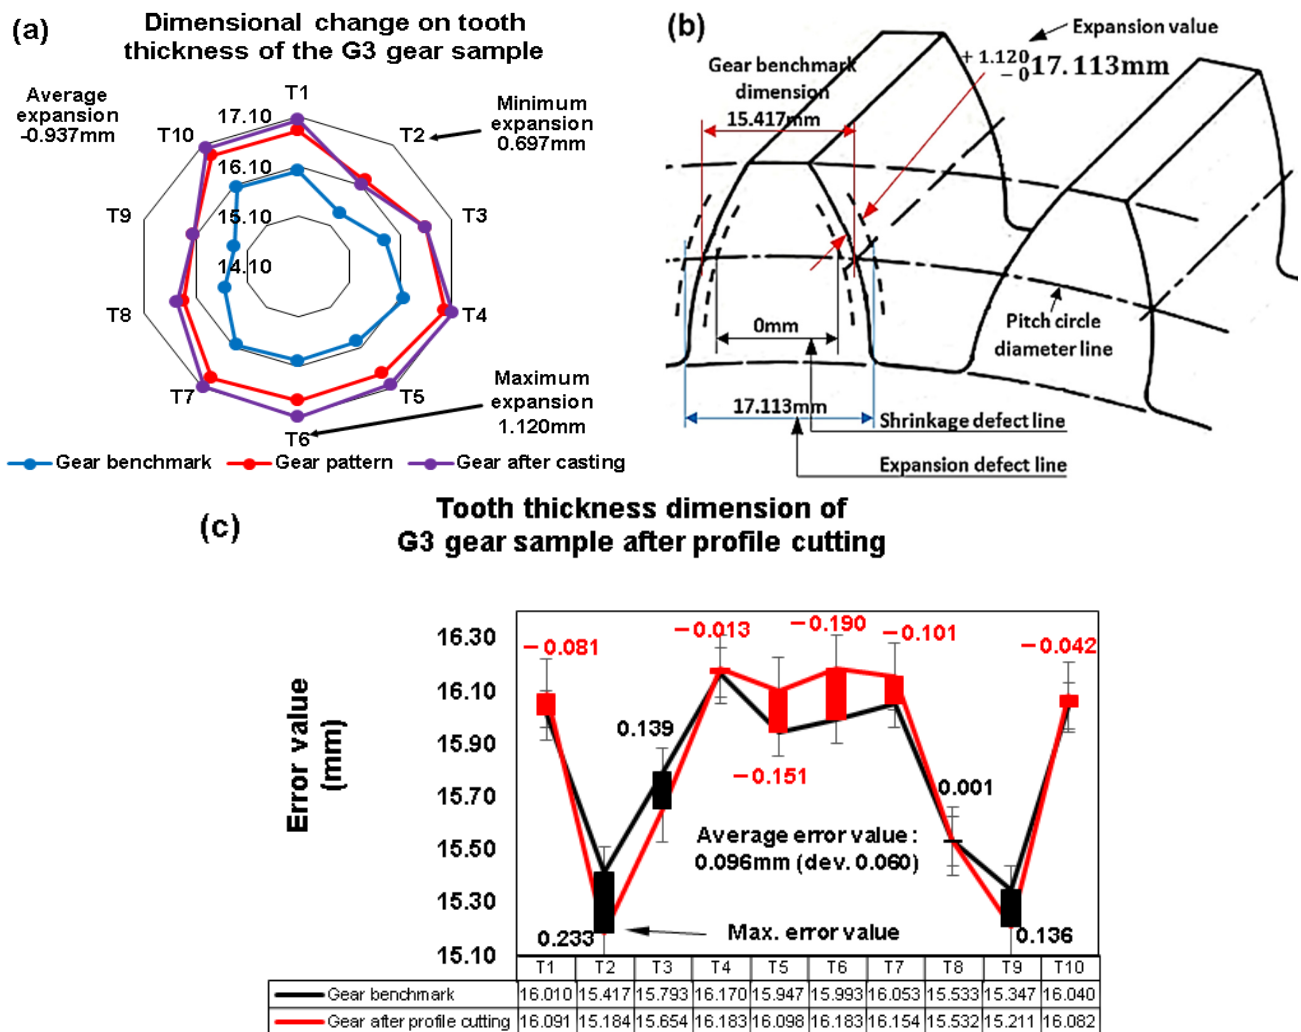 (a)
Dimensional change on tooth
thickness of the G3 gear sample
Average
expansion
-0.937mm
Minimum
expansion
0.697mm
T1
T2
T3
T4
T5
T6
T7
T8
T9
T10
17.10
16.10
15.10
14.10
Maximum
expansion
1.120mm
Gear benchmark
Gear pattern
Gear after casting
(b)
Expansion value
+ 1.120
− 0 17.113mm
Gear benchmark
dimension
15.417mm
0mm
Pitch circle
diameter line
17.113mm
Shrinkage defect line
Expansion defect line
(c)
Tooth thickness dimension of
G3 gear sample after profile cutting
Error value
(mm)
16.30
16.10
15.90
15.70
15.50
15.30
15.10
−0.081
0.233
0.139
−0.013
−0.151
−0.190
−0.101
0.001
0.136
−0.042
Average error value :
0.096mm (dev. 0.060)
Max. error value
T1 T2 T3 T4 T5 T6 T7 T8 T9 T10
Gear benchmark 16.010 15.417 15.793 16.170 15.947 15.993 16.053 15.533 15.347 16.040
Gear after profile cutting 16.091 15.184 15.654 16.183 16.098 16.183 16.154 15.532 15.211 16.082